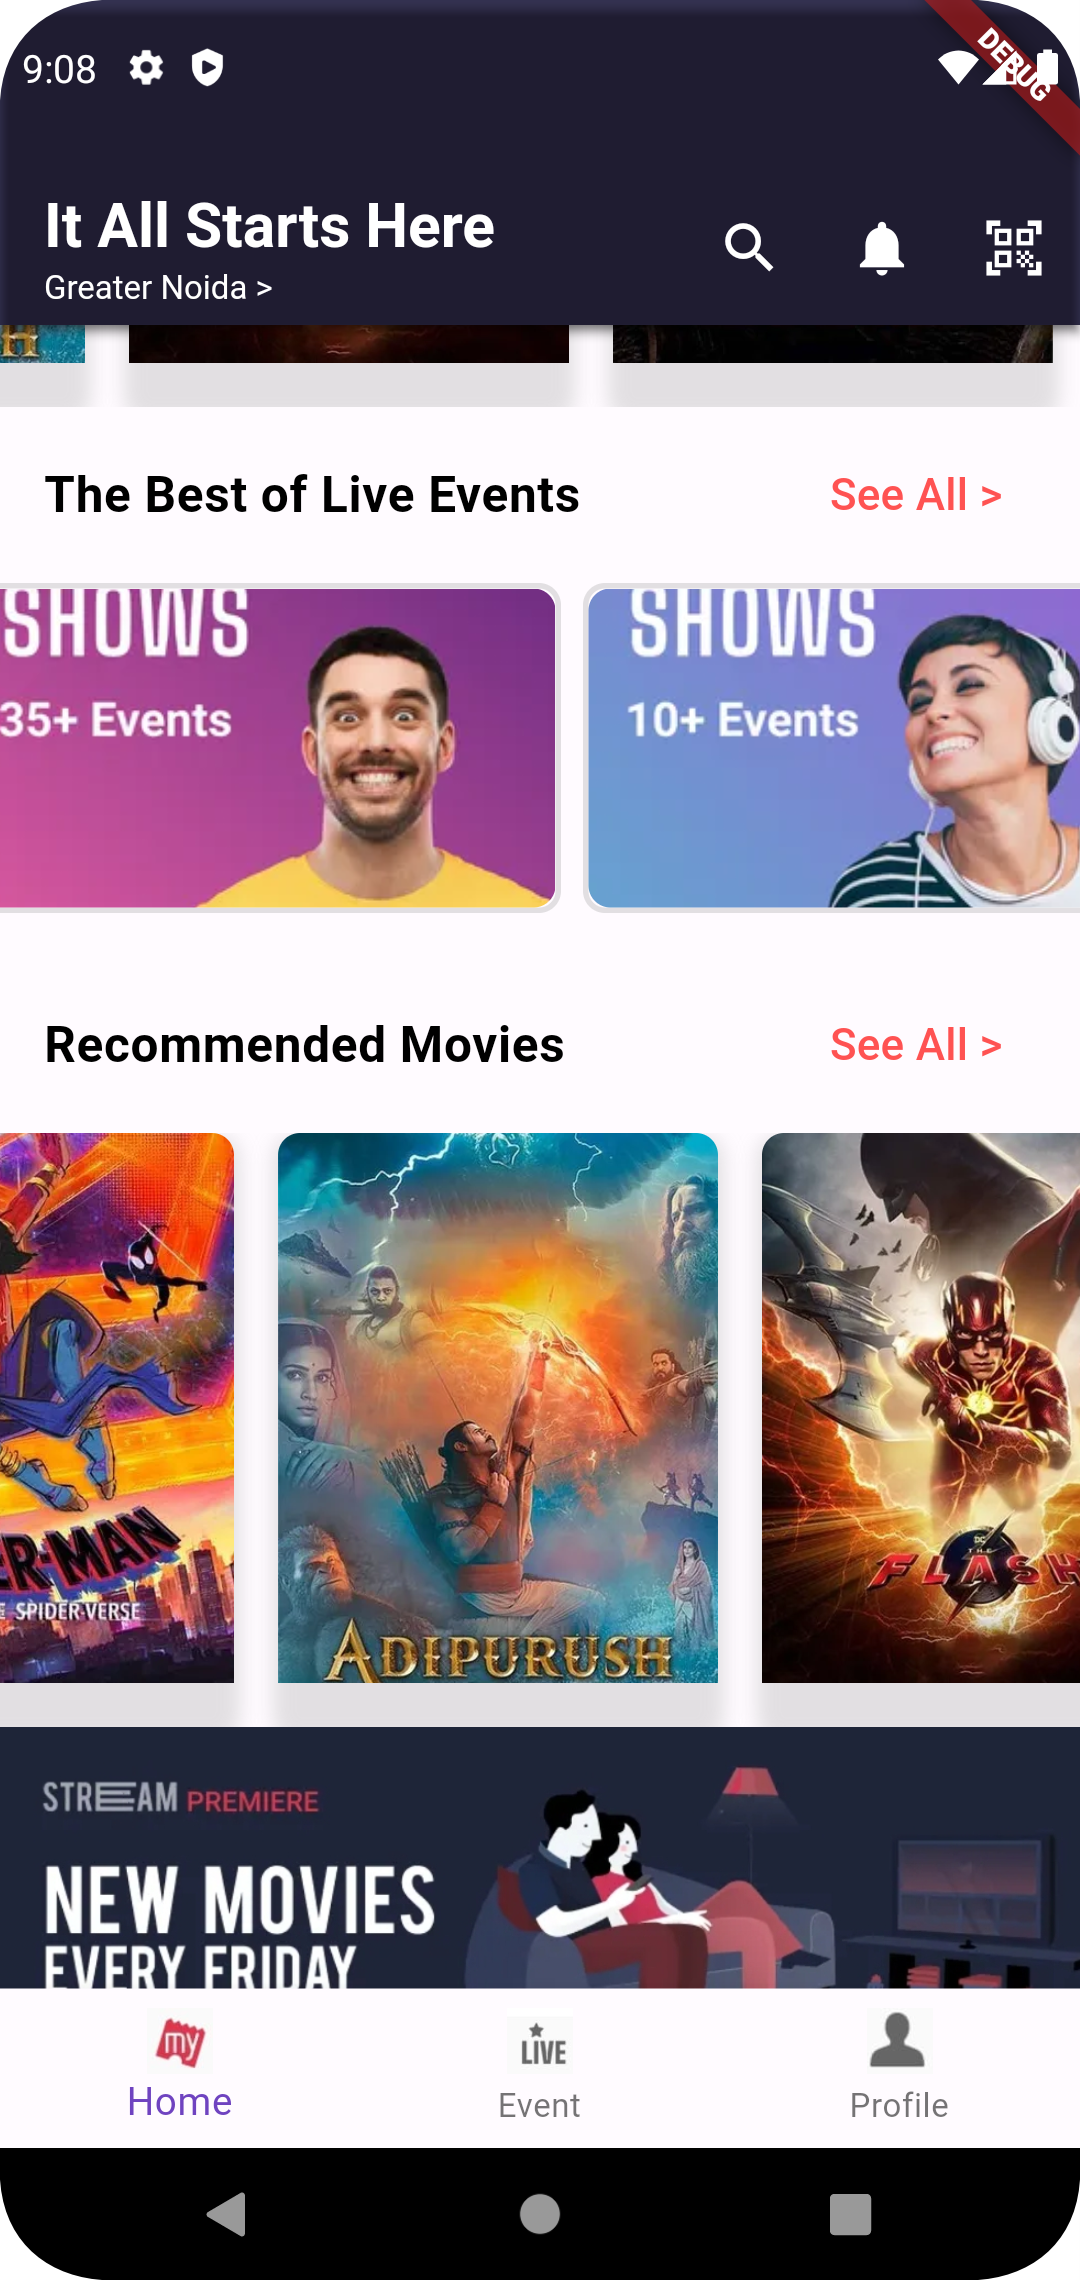 9:08
DEBUG
It All Starts Here
Greater Noida >
H
The Best of Live Events
See All >
SHOWS
35+ Events
SHOWS
10+ Events
Recommended Movies
See All >
ER-MAN
SPIDER-VERSE
ADIPURUSH
DC
THE
FLASH
STREAM PREMIERE
NEW MOVIES
EVERY FRIDAY
my
Home
LIVE
Event
Profile